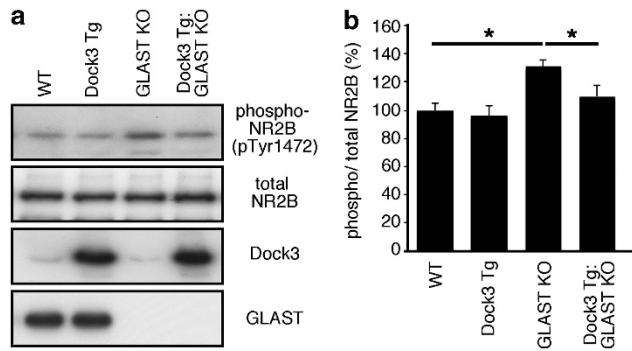 a
WT
Dock3 Tg
GLAST KO
Dock3 Tg:
GLAST KO
phospho-
NR2B
(pTyr1472)
total
NR2B
Dock3
GLAST
b
phospho/ total NR2B (%)
160
140
120
100
80
60
40
20
0
*
*
WT
Dock3 Tg
GLAST KO
Dock3 Tg:
GLAST KO